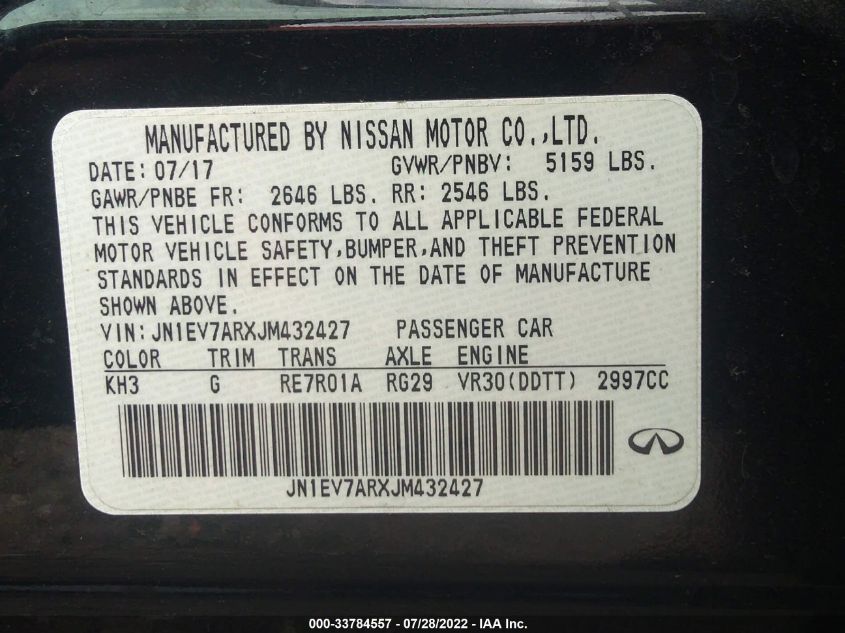 MANUFACTURED BY NISSAN MOTOR CO.,LTD.
DATE: 07/17 GVWR/PNBV: 5159 LBS.
GAWR/PNBE FR: 2646 LBS. RR: 2546 LBS.
THIS VEHICLE CONFORMS TO ALL APPLICABLE FEDERAL
MOTOR VEHICLE SAFETY,BUMPER,AND THEFT PREVENTION
STANDARDS IN EFFECT ON THE DATE OF MANUFACTURE
SHOWN ABOVE.
VIN:JN1EV7ARXJM432427 PASSENGER CAR
COLOR TRIM TRANS AXLE ENGINE
KH3 G RE7R01A RG29 VR30(DDTT) 2997CC
JN1EV7ARXJM432427
000-33784557 - 07/28/2022 - IAA Inc.